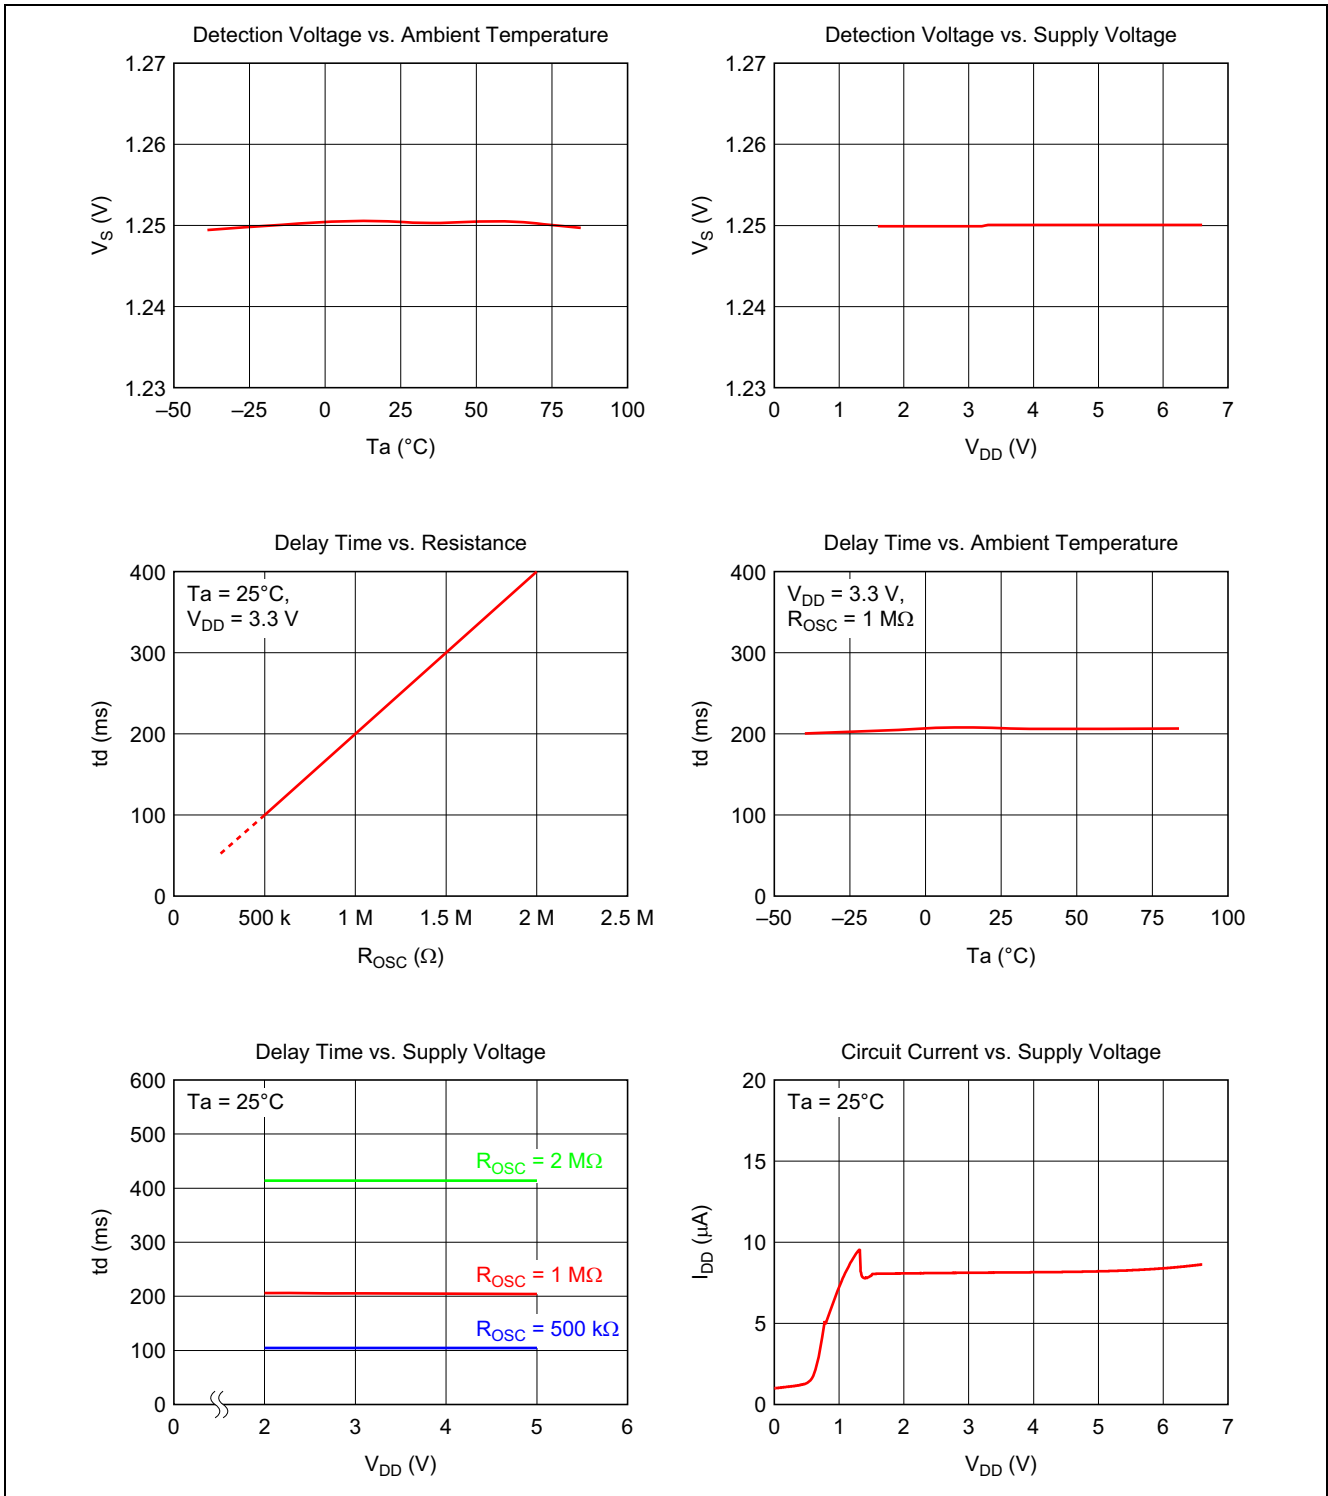 Detection Voltage vs. Ambient Temperature
1.27
1.26
1.25
1.24
1.23
VS (V)
–50 –25 0 25 50 75 100
Ta (°C)
Detection Voltage vs. Supply Voltage
1.27
1.26
1.25
1.24
1.23
VS (V)
0 1 2 3 4 5 6 7
VDD (V)
Delay Time vs. Resistance
Ta = 25°C,
VDD = 3.3 V
400
300
200
100
0
td (ms)
0 500 k 1 M 1.5 M 2 M 2.5 M
ROSC (Ω)
Delay Time vs. Ambient Temperature
VDD = 3.3 V,
ROSC = 1 MΩ
400
300
200
100
0
td (ms)
–50 –25 0 25 50 75 100
Ta (°C)
Delay Time vs. Supply Voltage
Ta = 25°C
600
500
400
300
200
100
0
td (ms)
ROSC = 2 MΩ
ROSC = 1 MΩ
ROSC = 500 kΩ
0 2 3 4 5 6
VDD (V)
Circuit Current vs. Supply Voltage
Ta = 25°C
20
15
10
5
0
IDD (μA)
0 1 2 3 4 5 6 7
VDD (V)